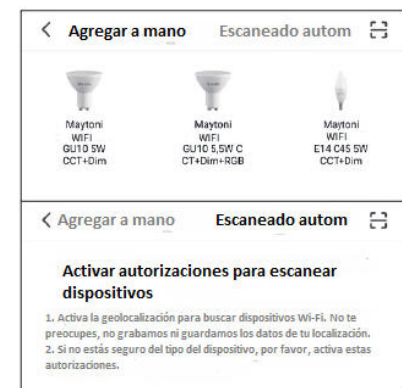 Agregar a mano Escaneado autom
Maytoni
WIFI
GU10 5W
CCT+Dim
Maytoni
WIFI
GU10 5,5W C
CT+Dim+RGB
Maytoni
WIFI
E14 C45 5W
CCT+Dim
Agregar a mano Escaneado autom
Activar autorizaciones para escanear
dispositivos
1. Activa la geolocalización para buscar dispositivos Wi-Fi. No te
preocupes, no grabamos ni guardamos los datos de tu localización.
2. Si no estás seguro del tipo del dispositivo, por favor, activa estas
autorizaciones.